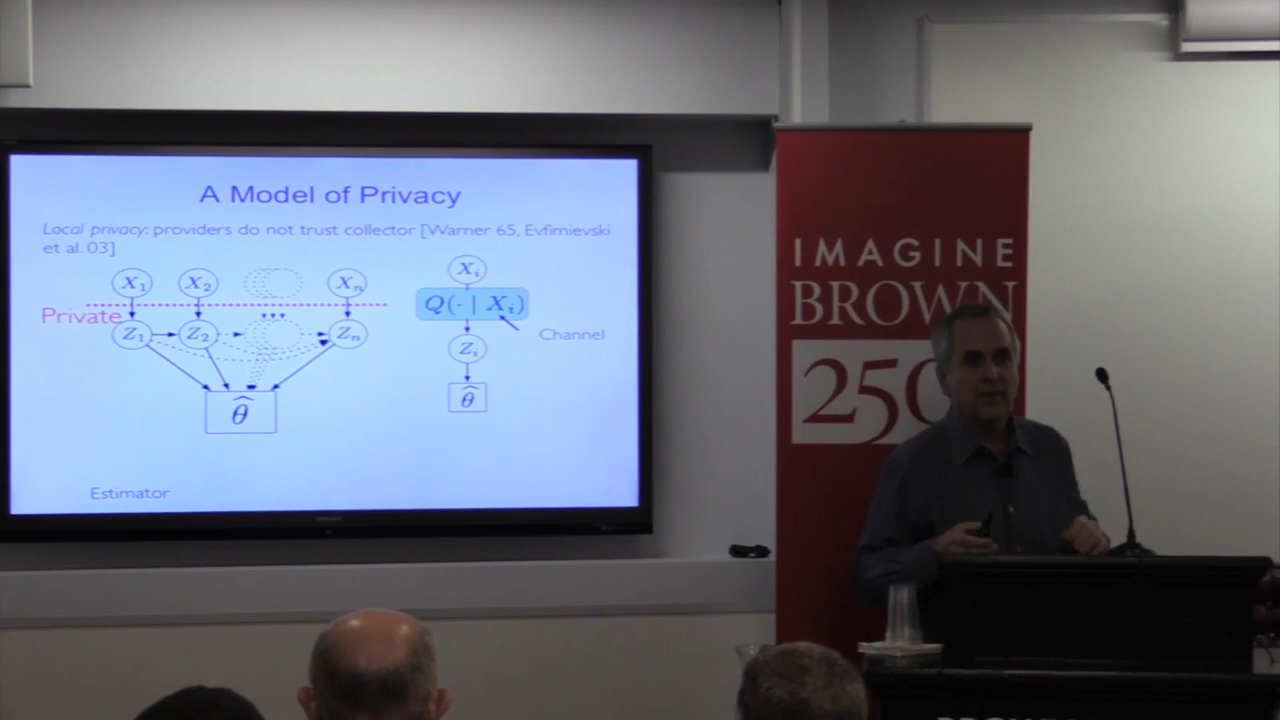 A Model of Privacy
Local privacy: providers do not trust collector [Warner 65, Evfimievski
et al. 03]
X₁ X₂ Xₙ
Private
Z₁ Z₂ Zₙ
θ̂
Xᵢ
Q(· | Xᵢ)
Channel
Zᵢ
θ̂
Estimator
IMAGINE
BROWN
250